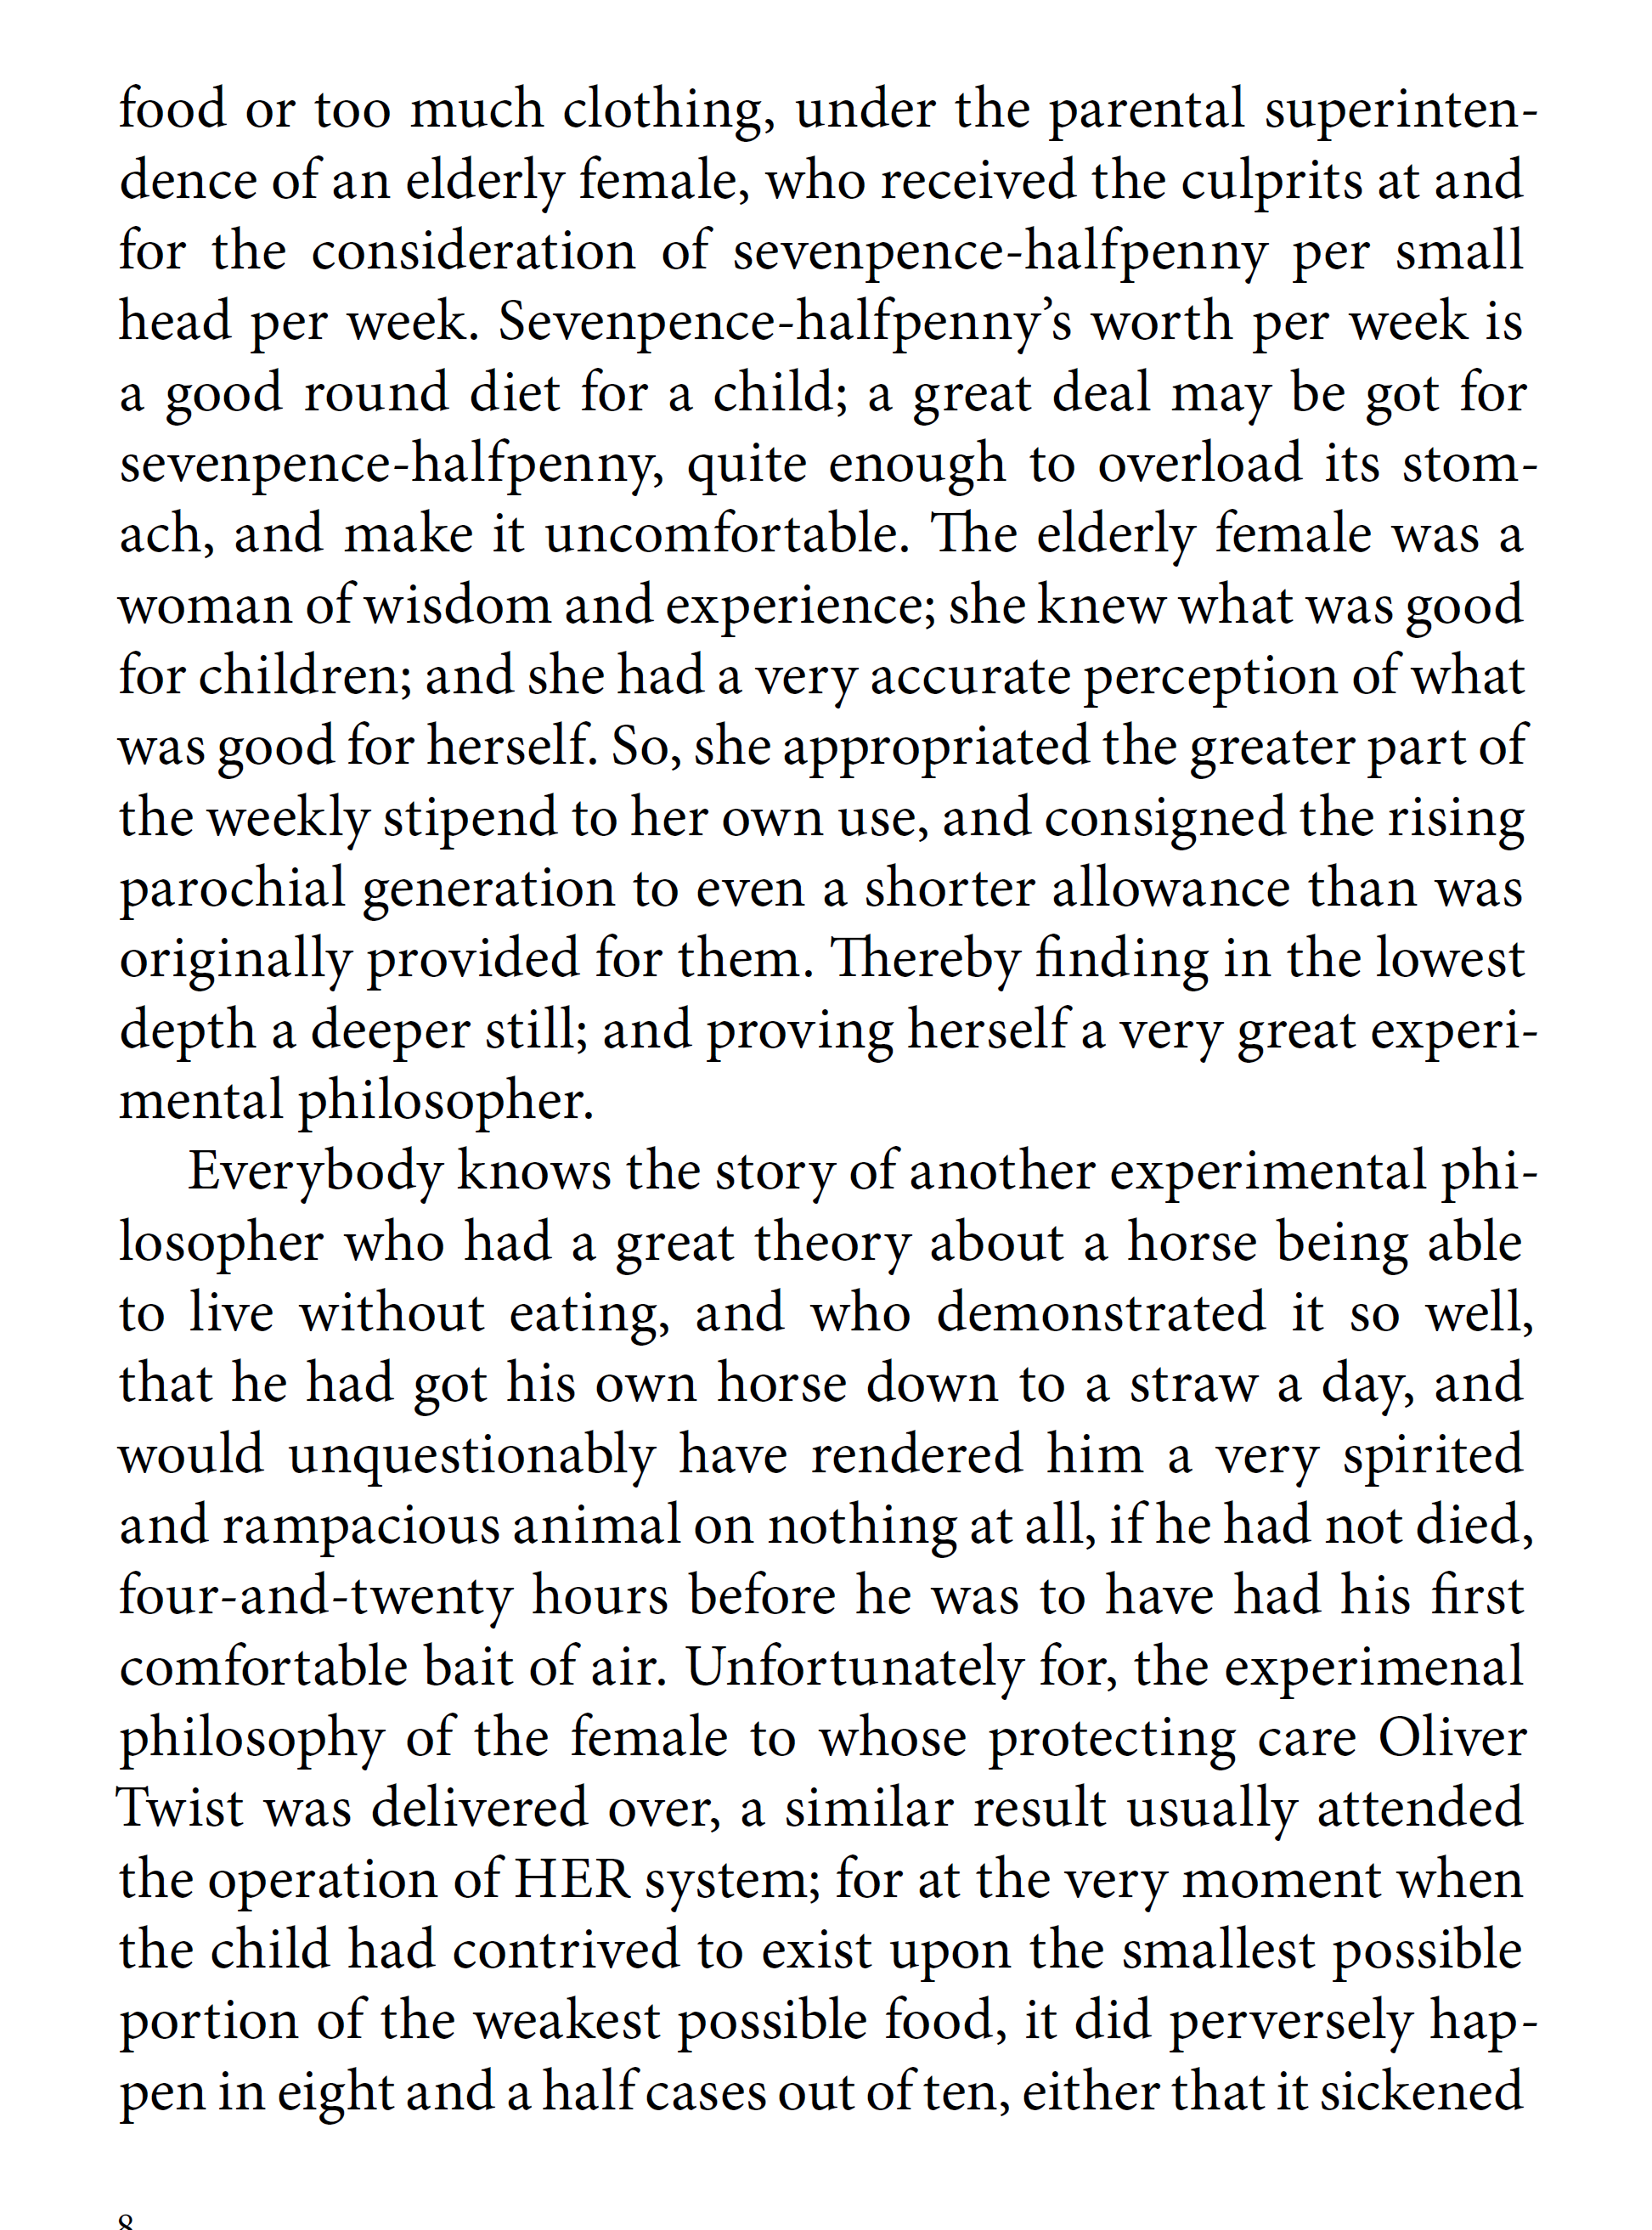 food or too much clothing, under the parental superinten-
dence of an elderly female, who received the culprits at and
for the consideration of sevenpence-halfpenny per small
head per week. Sevenpence-halfpenny’s worth per week is
a good round diet for a child; a great deal may be got for
sevenpence-halfpenny, quite enough to overload its stom-
ach, and make it uncomfortable. The elderly female was a
woman of wisdom and experience; she knew what was good
for children; and she had a very accurate perception of what
was good for herself. So, she appropriated the greater part of
the weekly stipend to her own use, and consigned the rising
parochial generation to even a shorter allowance than was
originally provided for them. Thereby finding in the lowest
depth a deeper still; and proving herself a very great experi-
mental philosopher.
Everybody knows the story of another experimental phi-
losopher who had a great theory about a horse being able
to live without eating, and who demonstrated it so well,
that he had got his own horse down to a straw a day, and
would unquestionably have rendered him a very spirited
and rampacious animal on nothing at all, if he had not died,
four-and-twenty hours before he was to have had his first
comfortable bait of air. Unfortunately for, the experimenal
philosophy of the female to whose protecting care Oliver
Twist was delivered over, a similar result usually attended
the operation of HER system; for at the very moment when
the child had contrived to exist upon the smallest possible
portion of the weakest possible food, it did perversely hap-
pen in eight and a half cases out of ten, either that it sickened
8